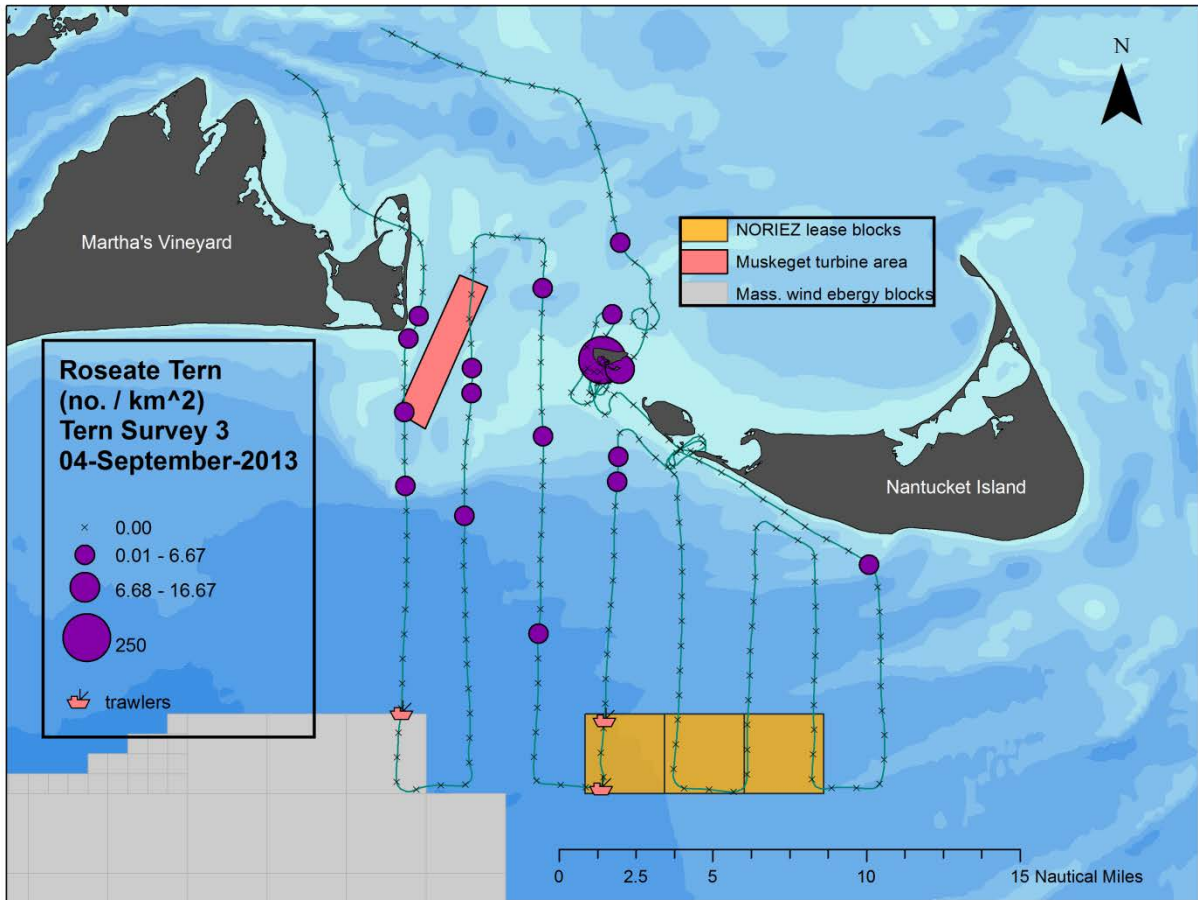 N
Martha's Vineyard
NORIEZ lease blocks
Muskeget turbine area
Mass. wind ebergy blocks
Roseate Tern
(no. / km^2)
Tern Survey 3
04-September-2013
0.00
0.01 - 6.67
6.68 - 16.67
250
trawlers
Nantucket Island
0 2.5 5 10 15 Nautical Miles